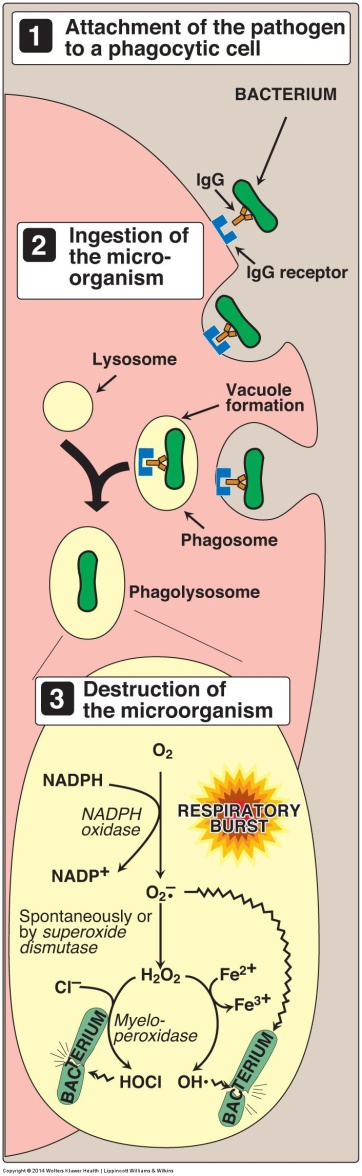 1 Attachment of the pathogen
to a phagocytic cell
BACTERIUM
IgG
IgG receptor
2 Ingestion of
the micro-
organism
Lysosome
Vacuole
formation
Phagosome
Phagolysosome
3 Destruction of
the microorganism
O₂
NADPH
NADPH
oxidase
RESPIRATORY
BURST
NADP⁺
O₂⁻•
Spontaneously or
by superoxide
dismutase
H₂O₂
Fe²⁺
Cl⁻
Fe³⁺
Myelo-
peroxidase
BACTERIUM
HOCl
OH•
BACTERIUM
Copyright © 2014 Wolters Kluwer Health | Lippincott Williams & Wilkins